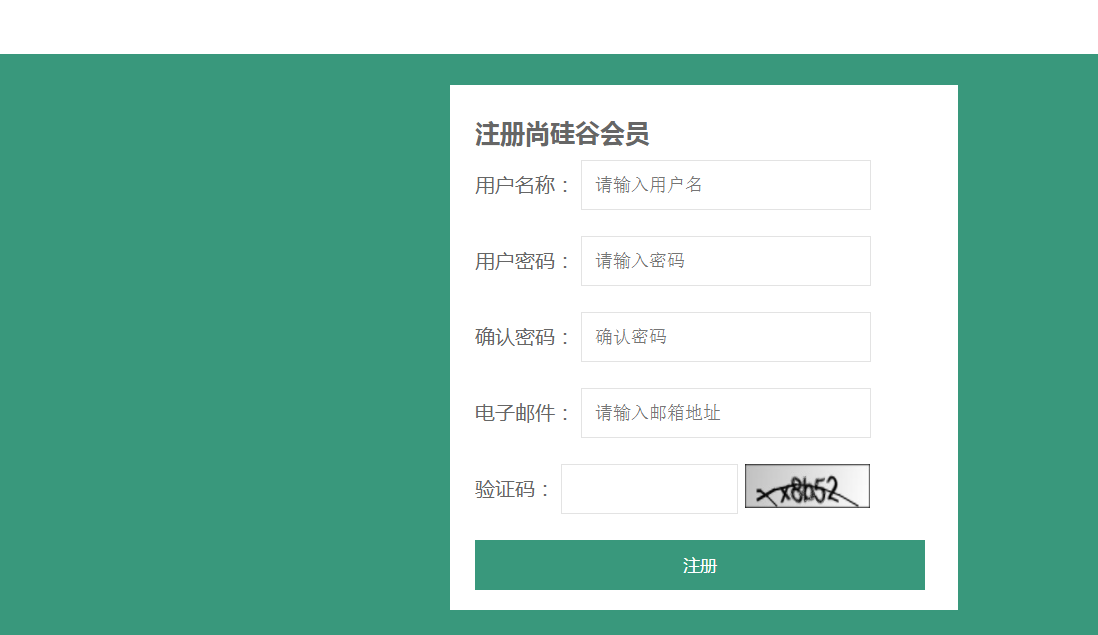 注册尚硅谷会员
用户名称： 请输入用户名
用户密码： 请输入密码
确认密码： 确认密码
电子邮件： 请输入邮箱地址
验证码：
注册